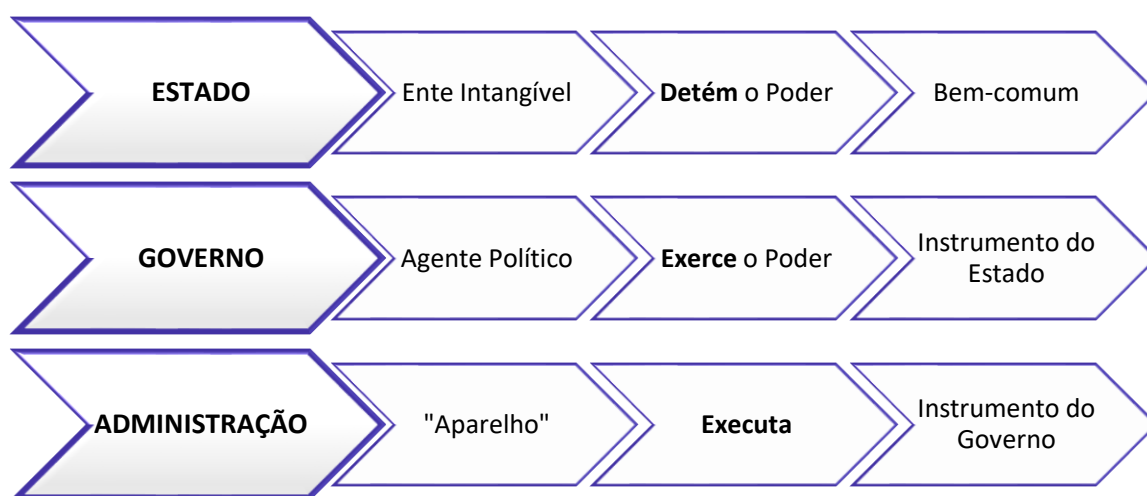 ESTADO
Ente Intangível
Detém o Poder
Bem-comum
GOVERNO
Agente Político
Exerce o Poder
Instrumento do
Estado
ADMINISTRAÇÃO
"Aparelho"
Executa
Instrumento do
Governo